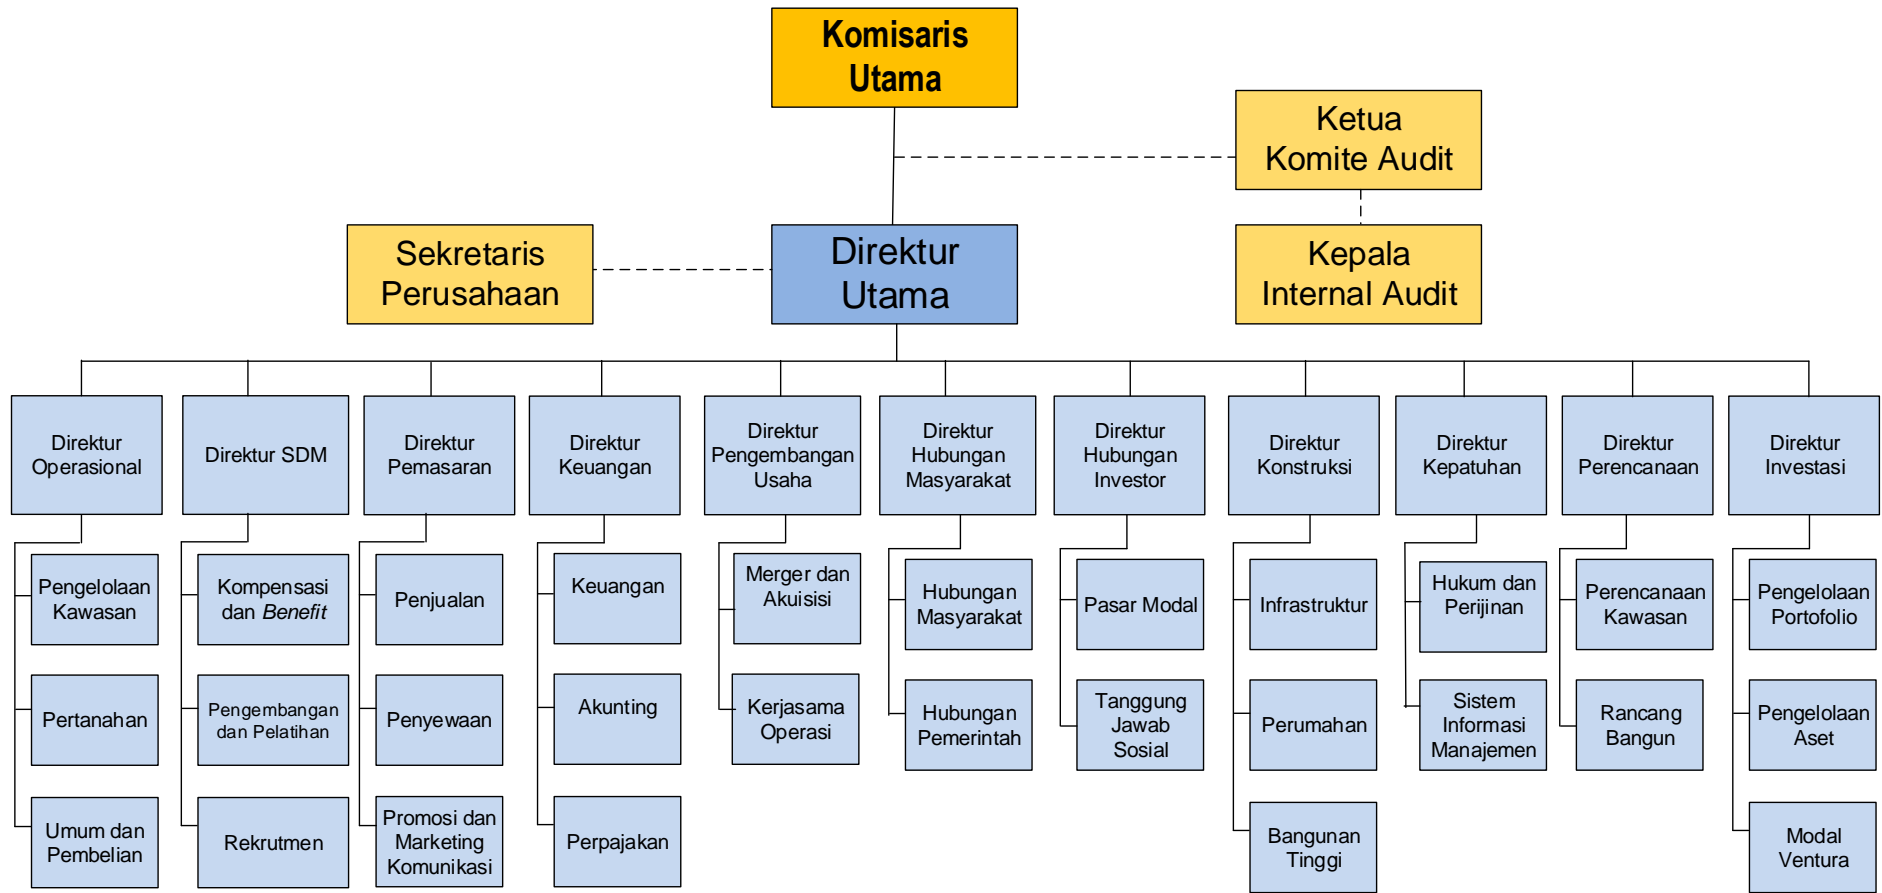 Komisaris
Utama
Ketua
Komite Audit
Sekretaris
Perusahaan
Direktur
Utama
Kepala
Internal Audit
Direktur
Operasional
Direktur SDM
Direktur
Pemasaran
Direktur
Keuangan
Direktur
Pengembangan
Usaha
Direktur
Hubungan
Masyarakat
Direktur
Hubungan
Investor
Direktur
Konstruksi
Direktur
Kepatuhan
Direktur
Perencanaan
Direktur
Investasi
Pengelolaan
Kawasan
Kompensasi
dan Benefit
Penjualan
Keuangan
Merger dan
Akuisisi
Hubungan
Masyarakat
Pasar Modal
Infrastruktur
Hukum dan
Perijinan
Perencanaan
Kawasan
Pengelolaan
Portofolio
Pertanahan
Pengembangan
dan Pelatihan
Penyewaan
Akunting
Kerjasama
Operasi
Hubungan
Pemerintah
Tanggung
Jawab
Sosial
Perumahan
Sistem
Informasi
Manajemen
Rancang
Bangun
Pengelolaan
Aset
Umum dan
Pembelian
Rekrutmen
Promosi dan
Marketing
Komunikasi
Perpajakan
Bangunan
Tinggi
Modal
Ventura